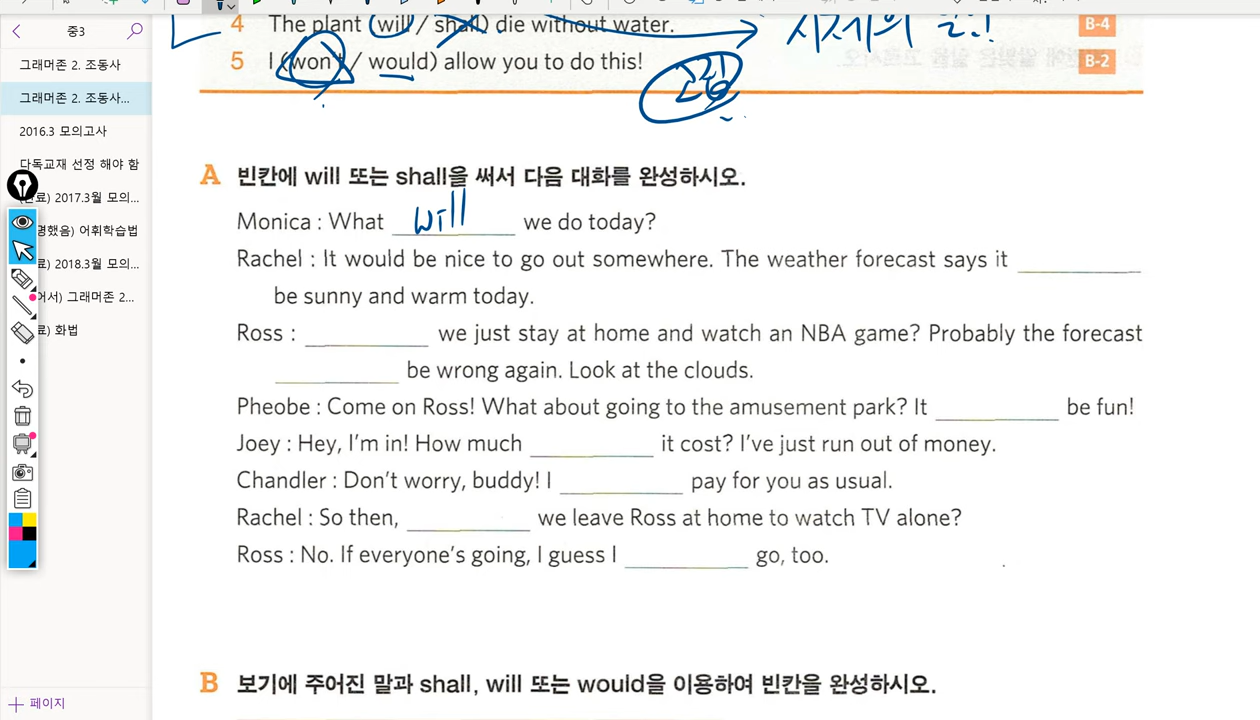 중3
그래머존 2. 조동사
그래머존 2. 조동사...
2016.3 모의고사
다독교재 선정 해야 함
료) 2017.3월 모의...
명했음) 어휘학습법
료) 2018.3월 모의...
어서) 그래머존 2...
료) 화법
페이지
4 The plant (will / shall) die without water.
시제의 일.!
B-4
5 I (won't / would) allow you to do this!
B-2
A 빈칸에 will 또는 shall을 써서 다음 대화를 완성하시오.
Monica : What will we do today?
Rachel : It would be nice to go out somewhere. The weather forecast says it
be sunny and warm today.
Ross : we just stay at home and watch an NBA game? Probably the forecast
be wrong again. Look at the clouds.
Pheobe : Come on Ross! What about going to the amusement park? It be fun!
Joey : Hey, I'm in! How much it cost? I've just run out of money.
Chandler : Don't worry, buddy! I pay for you as usual.
Rachel : So then, we leave Ross at home to watch TV alone?
Ross : No. If everyone's going, I guess I go, too.
B 보기에 주어진 말과 shall, will 또는 would을 이용하여 빈칸을 완성하시오.